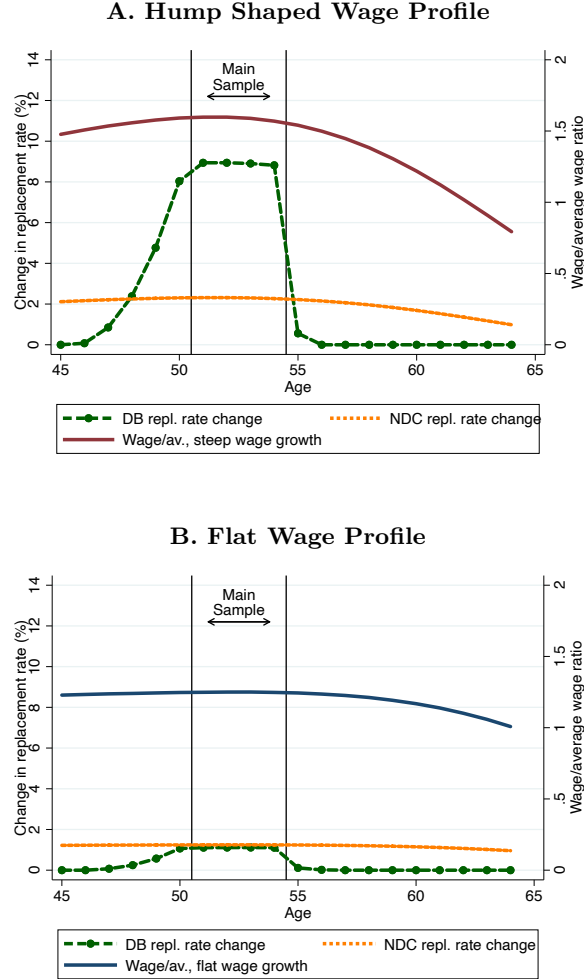 A. Hump Shaped Wage Profile
Change in replacement rate (%)
0 2 4 6 8 10 12 14
Main
Sample
0 .5 1 1.5 2
Wage/average wage ratio
45 50 55 60 65
Age
DB repl. rate change NDC repl. rate change
Wage/av., steep wage growth
B. Flat Wage Profile
Change in replacement rate (%)
0 2 4 6 8 10 12 14
Main
Sample
0 .5 1 1.5 2
Wage/average wage ratio
45 50 55 60 65
Age
DB repl. rate change NDC repl. rate change
Wage/av., flat wage growth